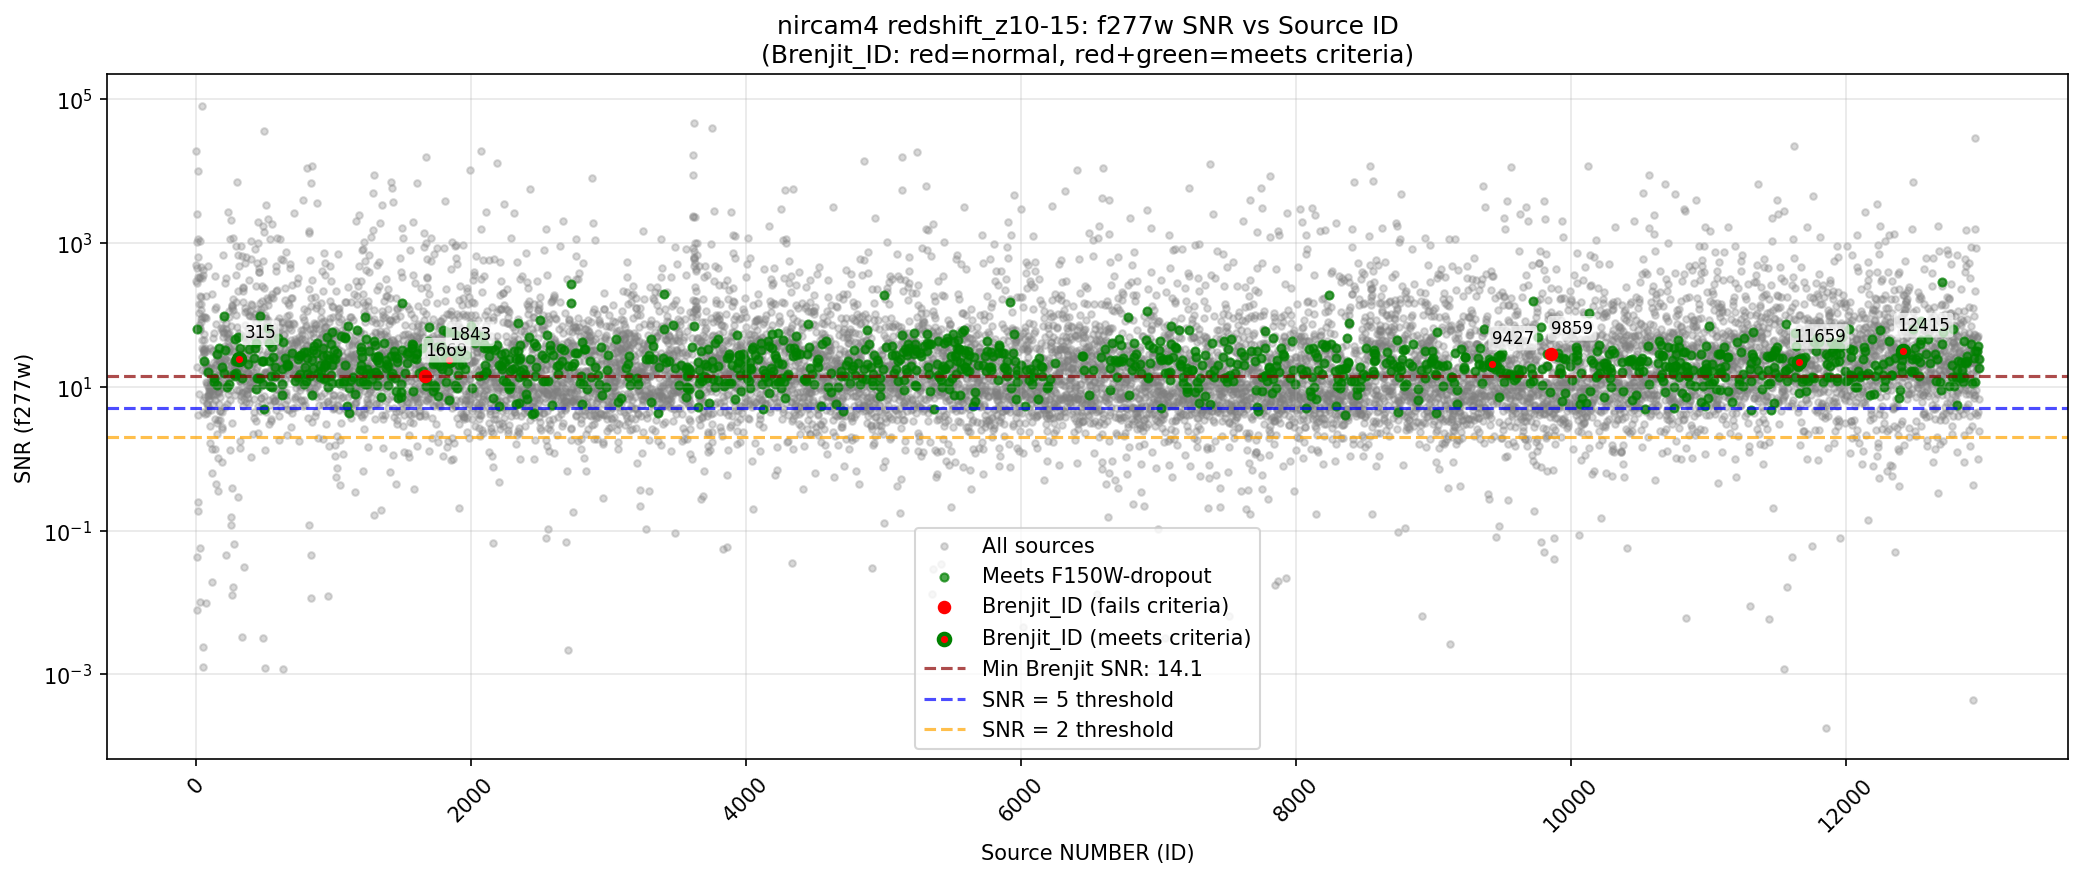 nircam4 redshift_z10-15: f277w SNR vs Source ID
(Brenjit_ID: red=normal, red+green=meets criteria)
SNR (f277w)
10^5
10^3
10^1
10^-1
10^-3
315
1843
1669
9427
9859
11659
12415
All sources
Meets F150W-dropout
Brenjit_ID (fails criteria)
Brenjit_ID (meets criteria)
Min Brenjit SNR: 14.1
SNR = 5 threshold
SNR = 2 threshold
0
2000
4000
6000
8000
10000
12000
Source NUMBER (ID)